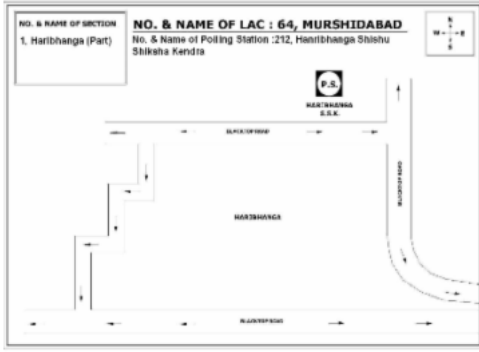 NO. & NAME OF SECTION
1. Haribhanga (Part)
NO. & NAME OF LAC : 64, MURSHIDABAD
No. & Name of Polling Station :212, Hanribhanga Shishu
Shiksha Kendra
N
W E
S
P.S.
HARIBHANGA
S.S.K.
BLACKTOP ROAD
BLACKTOP ROAD
HARIBHANGA
BLACKTOP ROAD